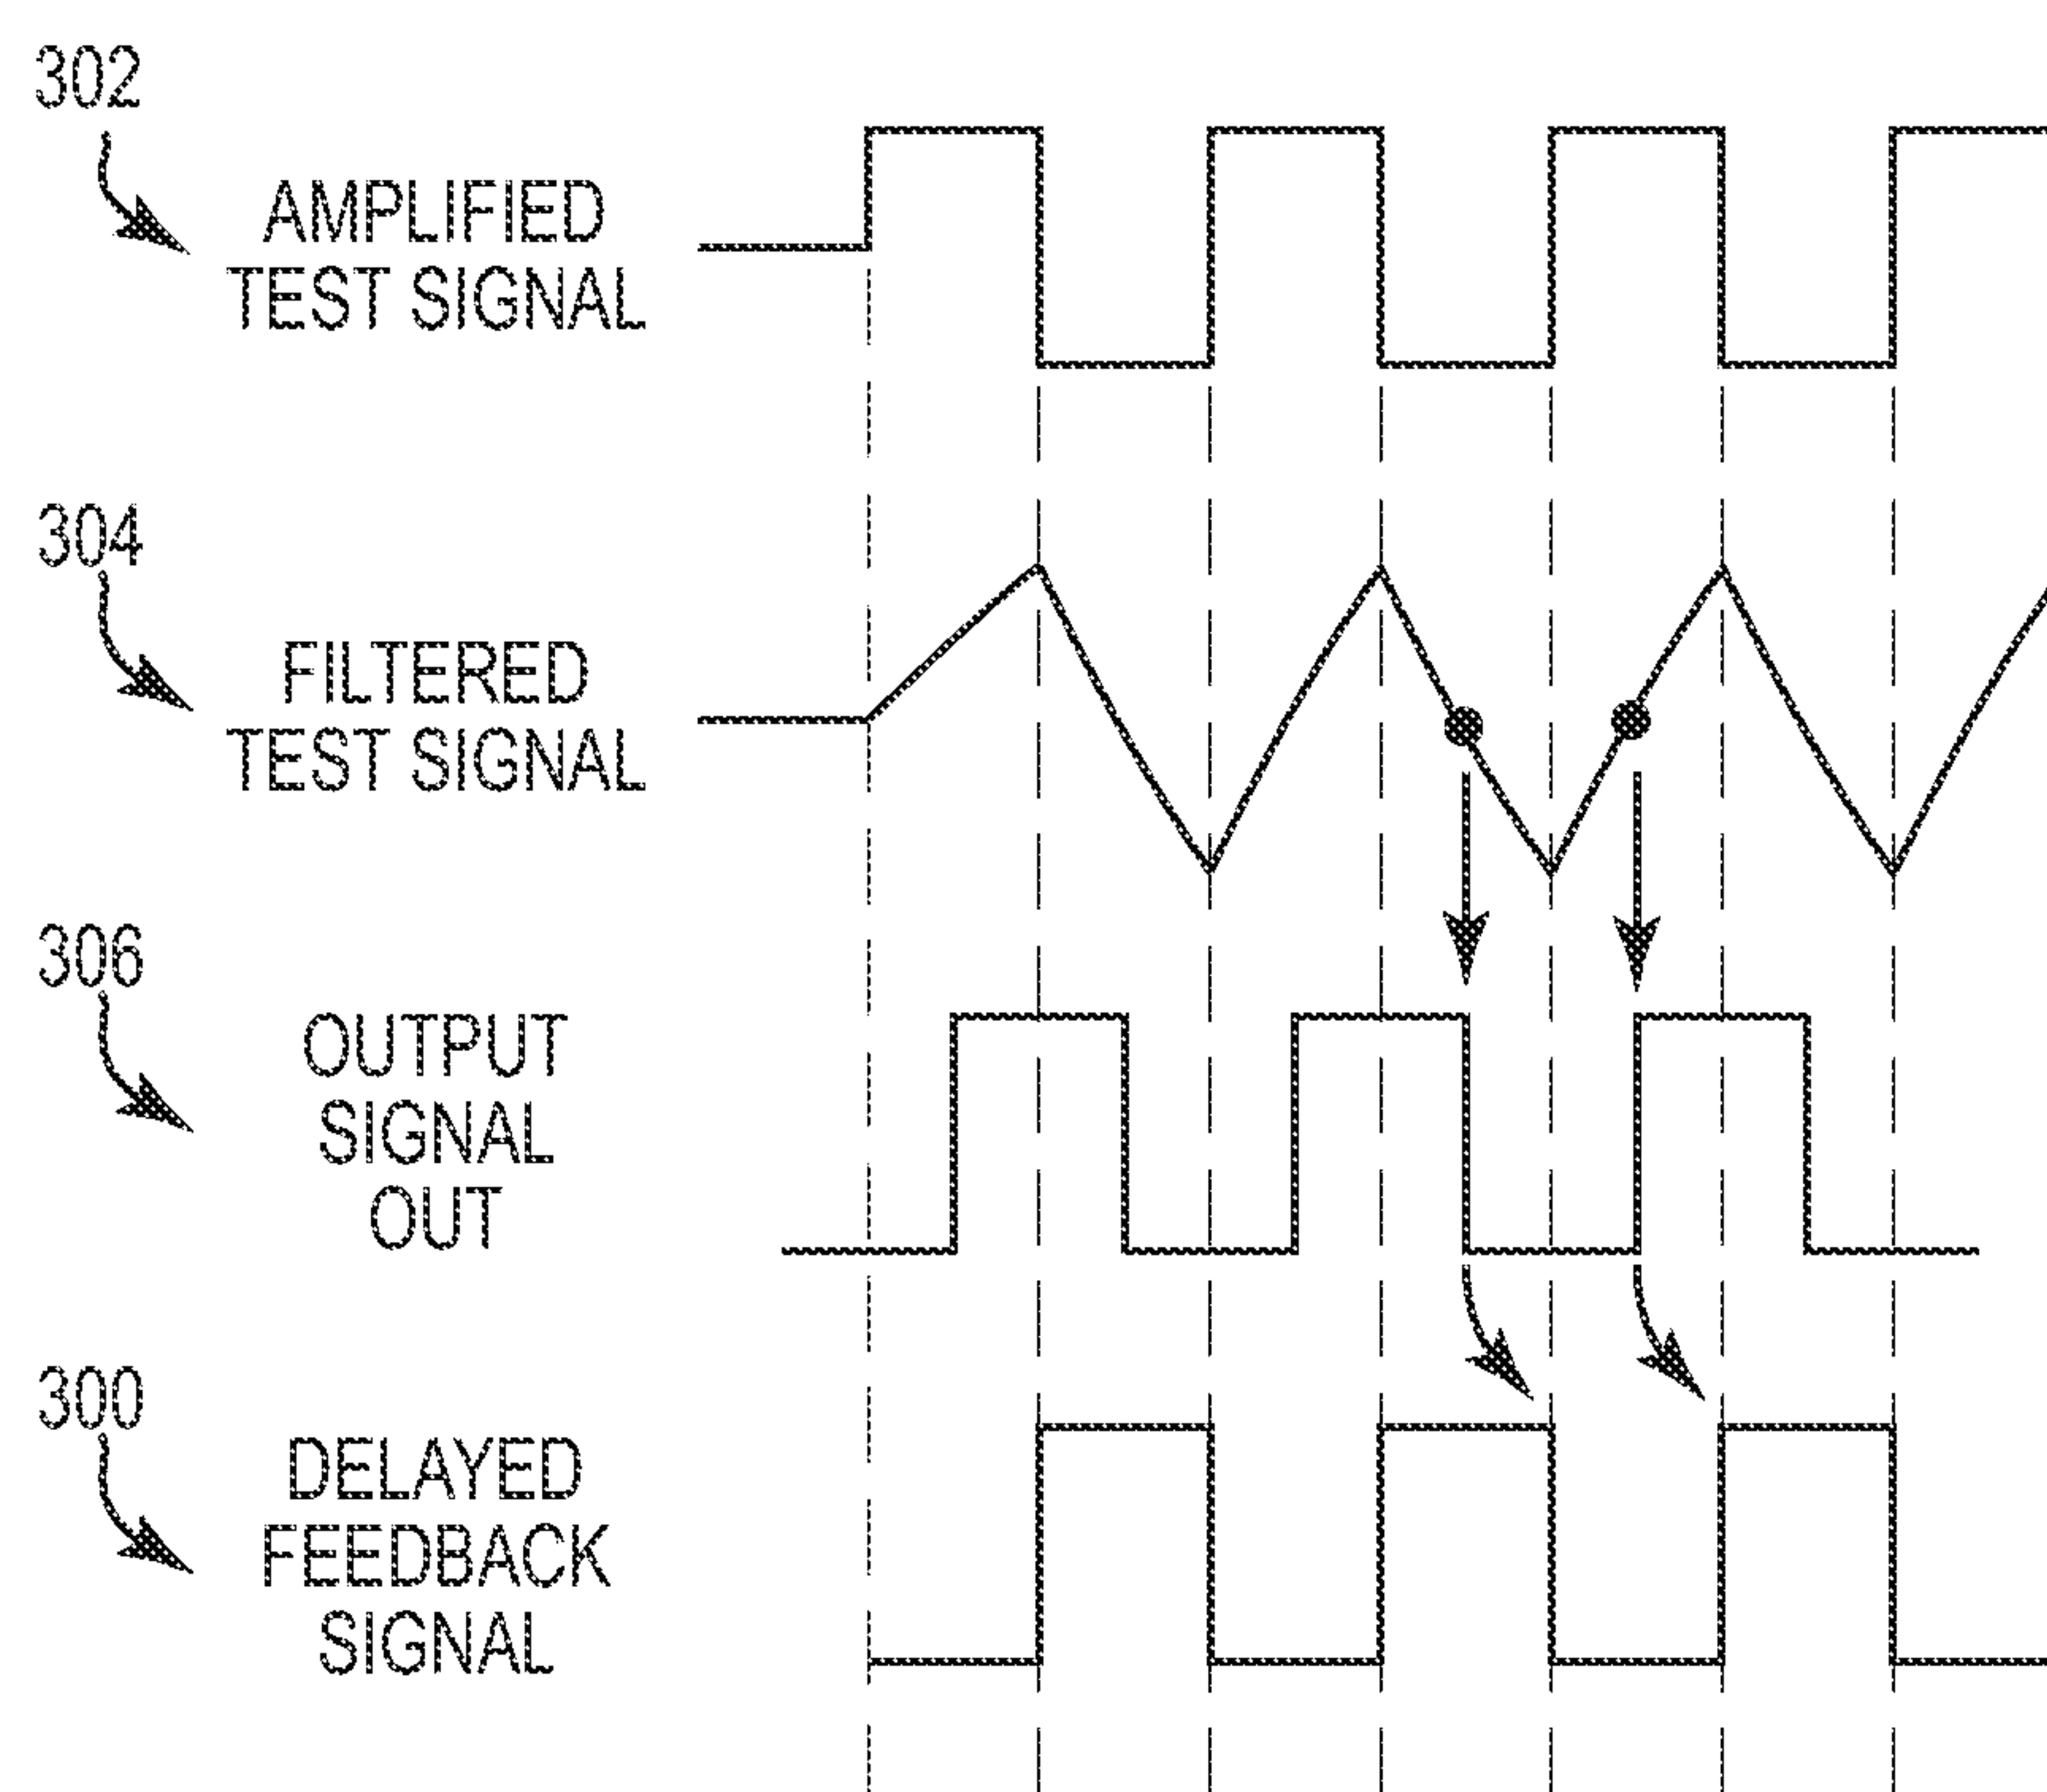 302
AMPLIFIED
TEST SIGNAL
304
FILTERED
TEST SIGNAL
306
OUTPUT
SIGNAL
OUT
300
DELAYED
FEEDBACK
SIGNAL